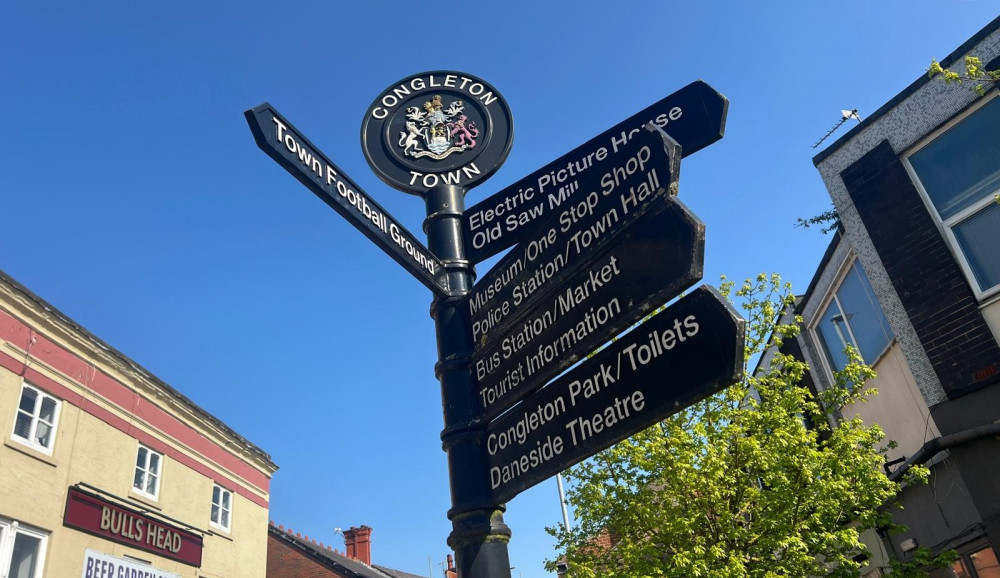 CONGLETON
TOWN
Town Football Ground
Electric Picture House
Old Saw Mill
Museum/One Stop Shop
Police Station/Town Hall
Bus Station/Market
Tourist Information
Congleton Park/Toilets
Daneside Theatre
BULLS HEAD
BEER GARDEN